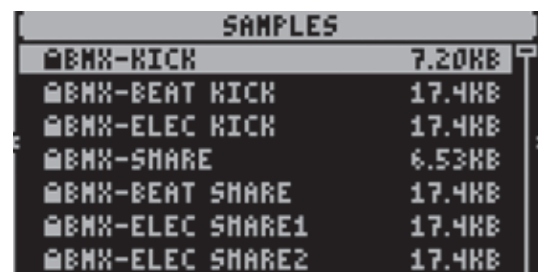 SAMPLES
BMX-KICK 7.20KB
BMX-BEAT KICK 17.4KB
BMX-ELEC KICK 17.4KB
BMX-SNARE 6.53KB
BMX-BEAT SNARE 17.4KB
BMX-ELEC SNARE1 17.4KB
BMX-ELEC SNARE2 17.4KB